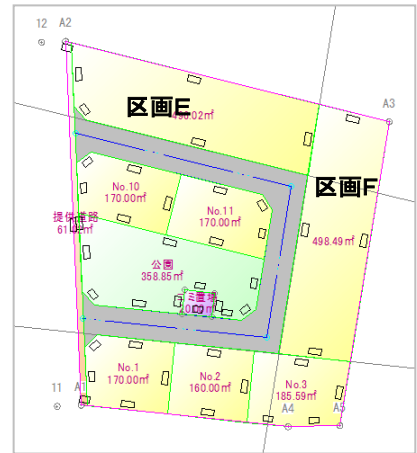 12 A2
A3
区画E
区画F
498.49㎡
No.10
170.00㎡
No.11
170.00㎡
提供道路
公園
358.85㎡
No.1
170.00㎡
No.2
160.00㎡
No.3
185.59㎡
11 A1
A4
A5